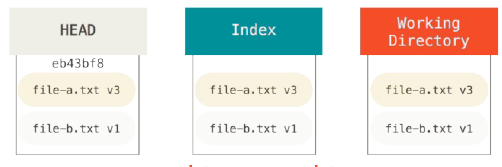 HEAD
eb43bf8
file-a.txt v3
file-b.txt v1
Index
file-a.txt v3
file-b.txt v1
Working
Directory
file-a.txt v3
file-b.txt v1